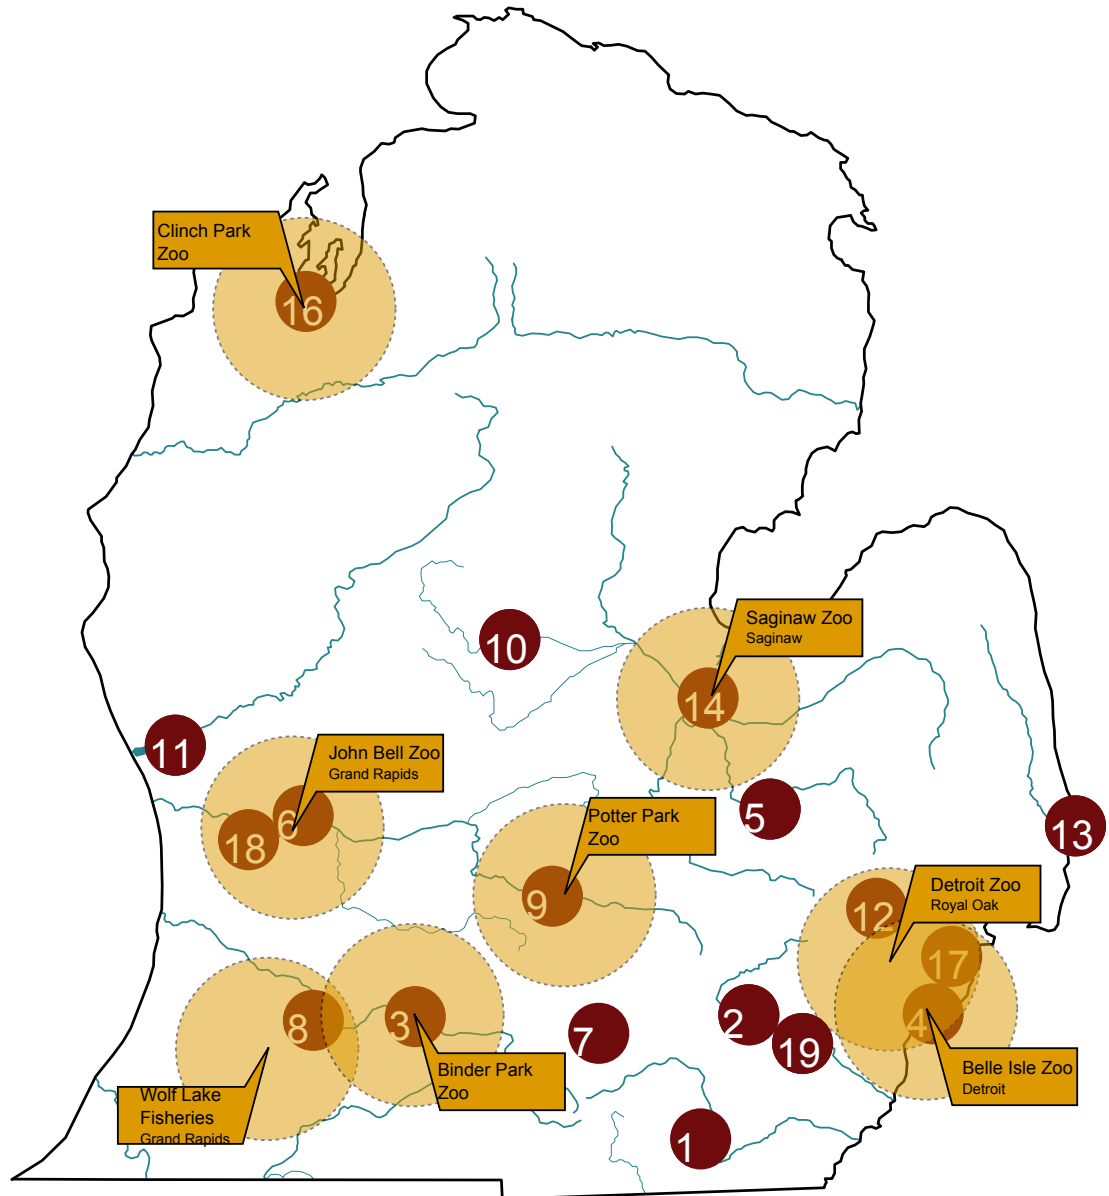 Clinch Park
Zoo
16
Saginaw Zoo
Saginaw
10
14
11
John Bell Zoo
Grand Rapids
6
18
5
13
Potter Park
Zoo
9
Detroit Zoo
Royal Oak
12
17
8
3
7
2
19
4
Binder Park
Zoo
Belle Isle Zoo
Detroit
Wolf Lake
Fisheries
Grand Rapids
1